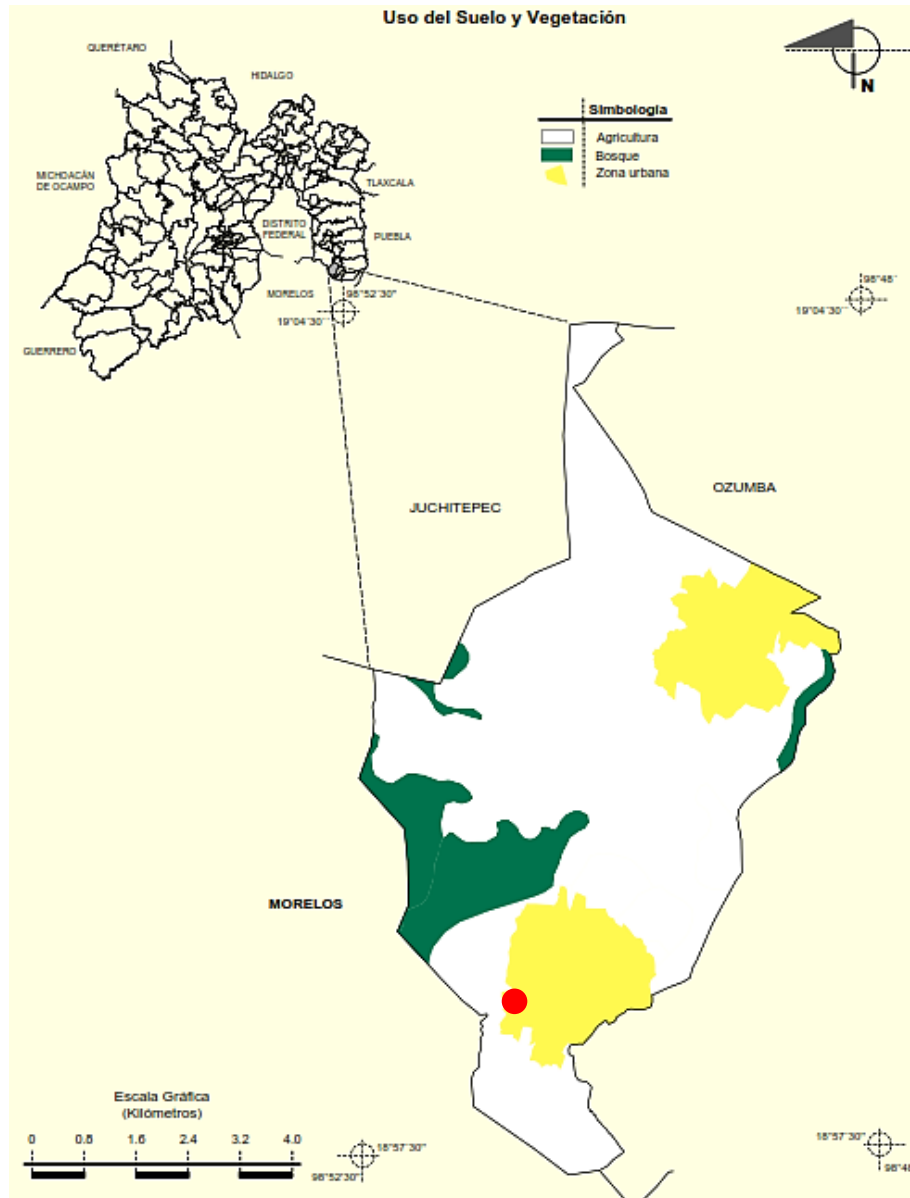 Uso del Suelo y Vegetación
QUERÉTARO
HIDALGO
N
Simbología
Agricultura
Bosque
Zona urbana
MICHOACÁN
DE OCAMPO
TLAXCALA
DISTRITO
FEDERAL
PUEBLA
MORELOS
98°52'30"
19°04'30
98°48'
19°04'30
GUERRERO
JUCHITEPEC
OZUMBA
MORELOS
Escala Gráfica
(Kilómetros)
0 0.8 1.6 2.4 3.2 4.0
18°57'30"
98°52'30"
18°57'30"
98°48